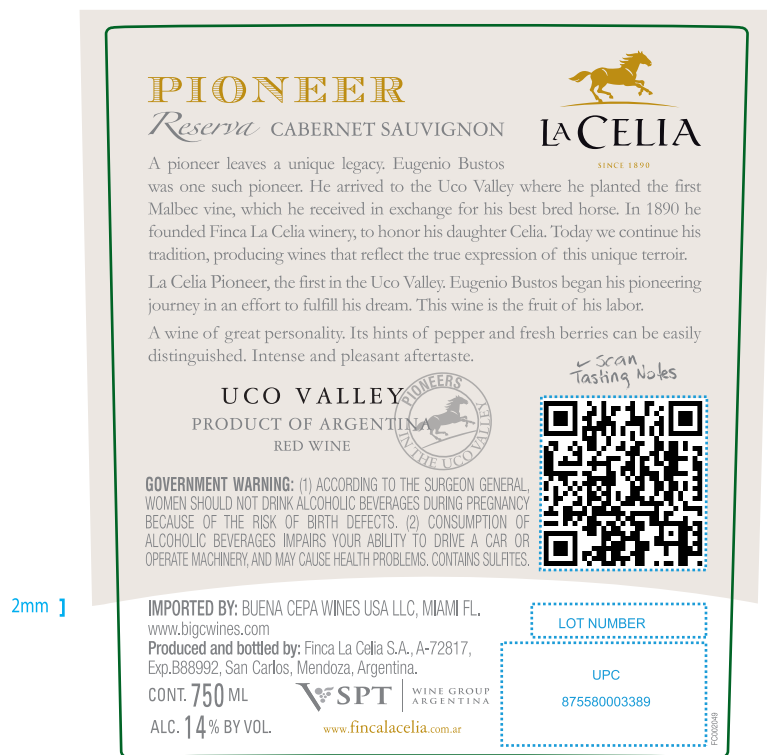 PIONEER
Reserva CABERNET SAUVIGNON
LA CELIA
SINCE 1890
A pioneer leaves a unique legacy. Eugenio Bustos
was one such pioneer. He arrived to the Uco Valley where he planted the first
Malbec vine, which he received in exchange for his best bred horse. In 1890 he
founded Finca La Celia winery, to honor his daughter Celia. Today we continue his
tradition, producing wines that reflect the true expression of this unique terroir.
La Celia Pioneer, the first in the Uco Valley. Eugenio Bustos began his pioneering
journey in an effort to fulfill his dream. This wine is the fruit of his labor.
A wine of great personality. Its hints of pepper and fresh berries can be easily
distinguished. Intense and pleasant aftertaste.
Scan
Tasting Notes
UCO VALLEY
PRODUCT OF ARGENTINA
RED WINE
PIONEERS
IN THE UCO VALLEY
GOVERNMENT WARNING: (1) ACCORDING TO THE SURGEON GENERAL,
WOMEN SHOULD NOT DRINK ALCOHOLIC BEVERAGES DURING PREGNANCY
BECAUSE OF THE RISK OF BIRTH DEFECTS. (2) CONSUMPTION OF
ALCOHOLIC BEVERAGES IMPAIRS YOUR ABILITY TO DRIVE A CAR OR
OPERATE MACHINERY, AND MAY CAUSE HEALTH PROBLEMS. CONTAINS SULFITES.
2mm
IMPORTED BY: BUENA CEPA WINES USA LLC, MIAMI FL.
www.bigcwines.com
Produced and bottled by: Finca La Celia S.A., A-72817,
Exp.B88992, San Carlos, Mendoza, Argentina.
CONT. 750 ML
VSPT WINE GROUP
ARGENTINA
ALC. 14% BY VOL.
www.fincalacelia.com.ar
LOT NUMBER
UPC
875580003389
FC002049